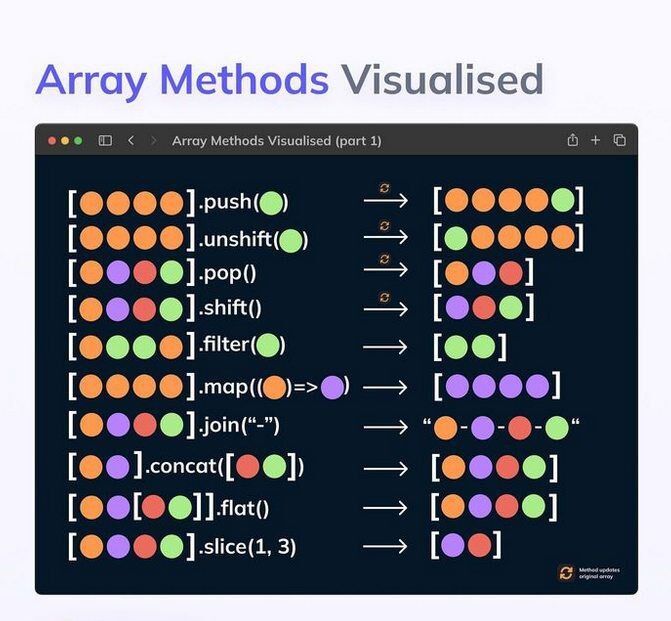 Array Methods Visualised
Array Methods Visualised (part 1)
[ ].push( ) [ ]
[ ].unshift( ) [ ]
[ ].pop() [ ]
[ ].shift() [ ]
[ ].filter( ) [ ]
[ ].map(( )=> ) [ ]
[ ].join(“-”) “ - - - “
[ ].concat([ ]) [ ]
[ [ ]].flat() [ ]
[ ].slice(1, 3) [ ]
Method updates
original array